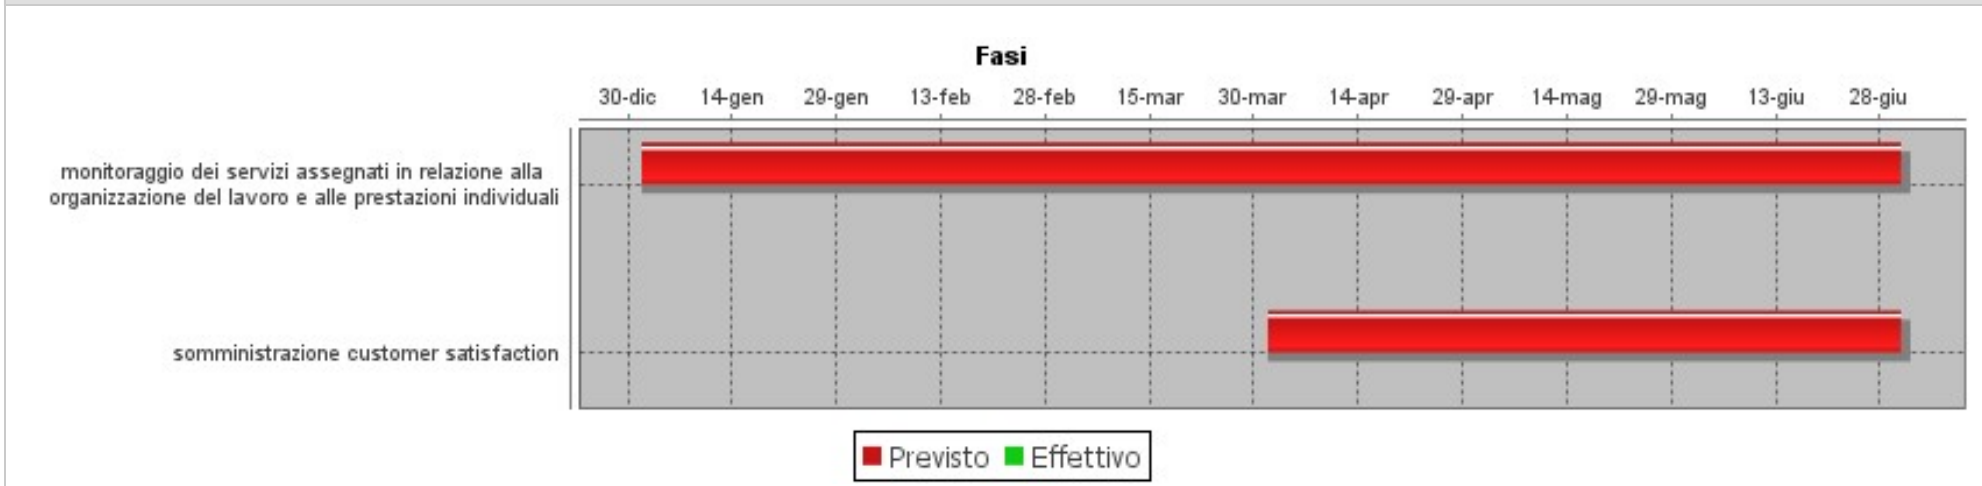 Fasi
30-dic 14-gen 29-gen 13-feb 28-feb 15-mar 30-mar 14-apr 29-apr 14-mag 29-mag 13-giu 28-giu
monitoraggio dei servizi assegnati in relazione alla
organizzazione del lavoro e alle prestazioni individuali
somministrazione customer satisfaction
Previsto Effettivo